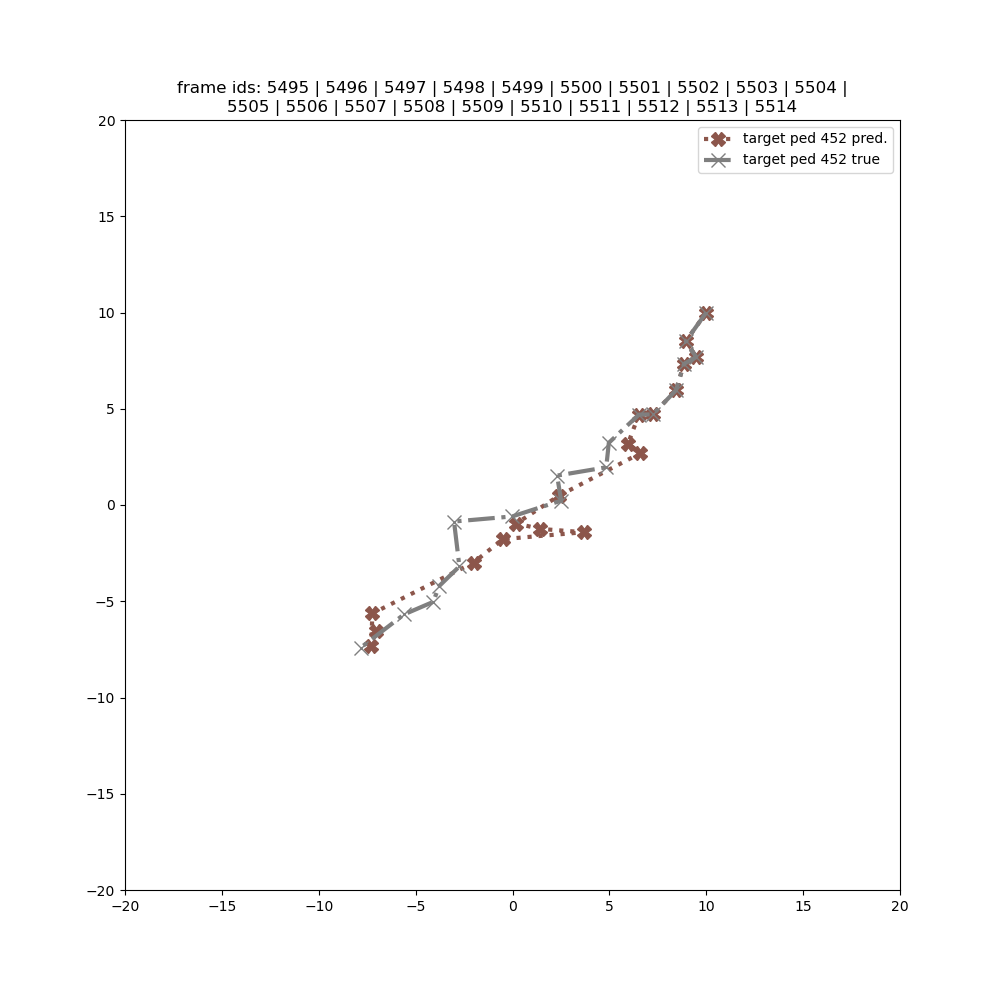 frame ids: 5495 | 5496 | 5497 | 5498 | 5499 | 5500 | 5501 | 5502 | 5503 | 5504 |
5505 | 5506 | 5507 | 5508 | 5509 | 5510 | 5511 | 5512 | 5513 | 5514
target ped 452 pred.
target ped 452 true
20
15
10
5
0
−5
−10
−15
−20
−20 −15 −10 −5 0 5 10 15 20